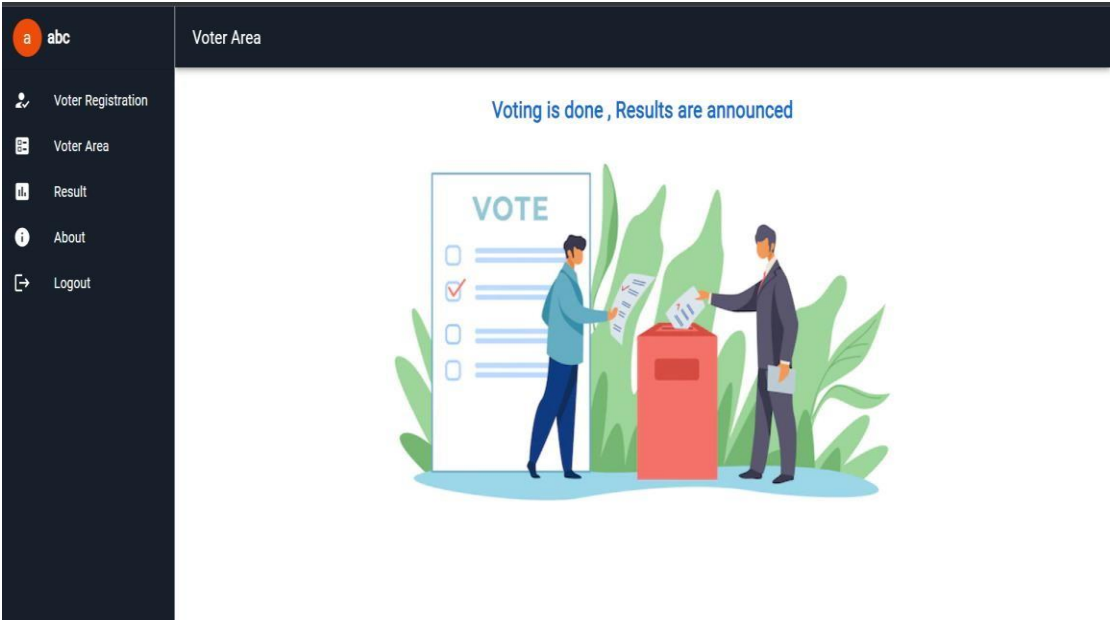 a abc
Voter Area
Voter Registration
Voter Area
Result
About
Logout
Voting is done , Results are announced
VOTE